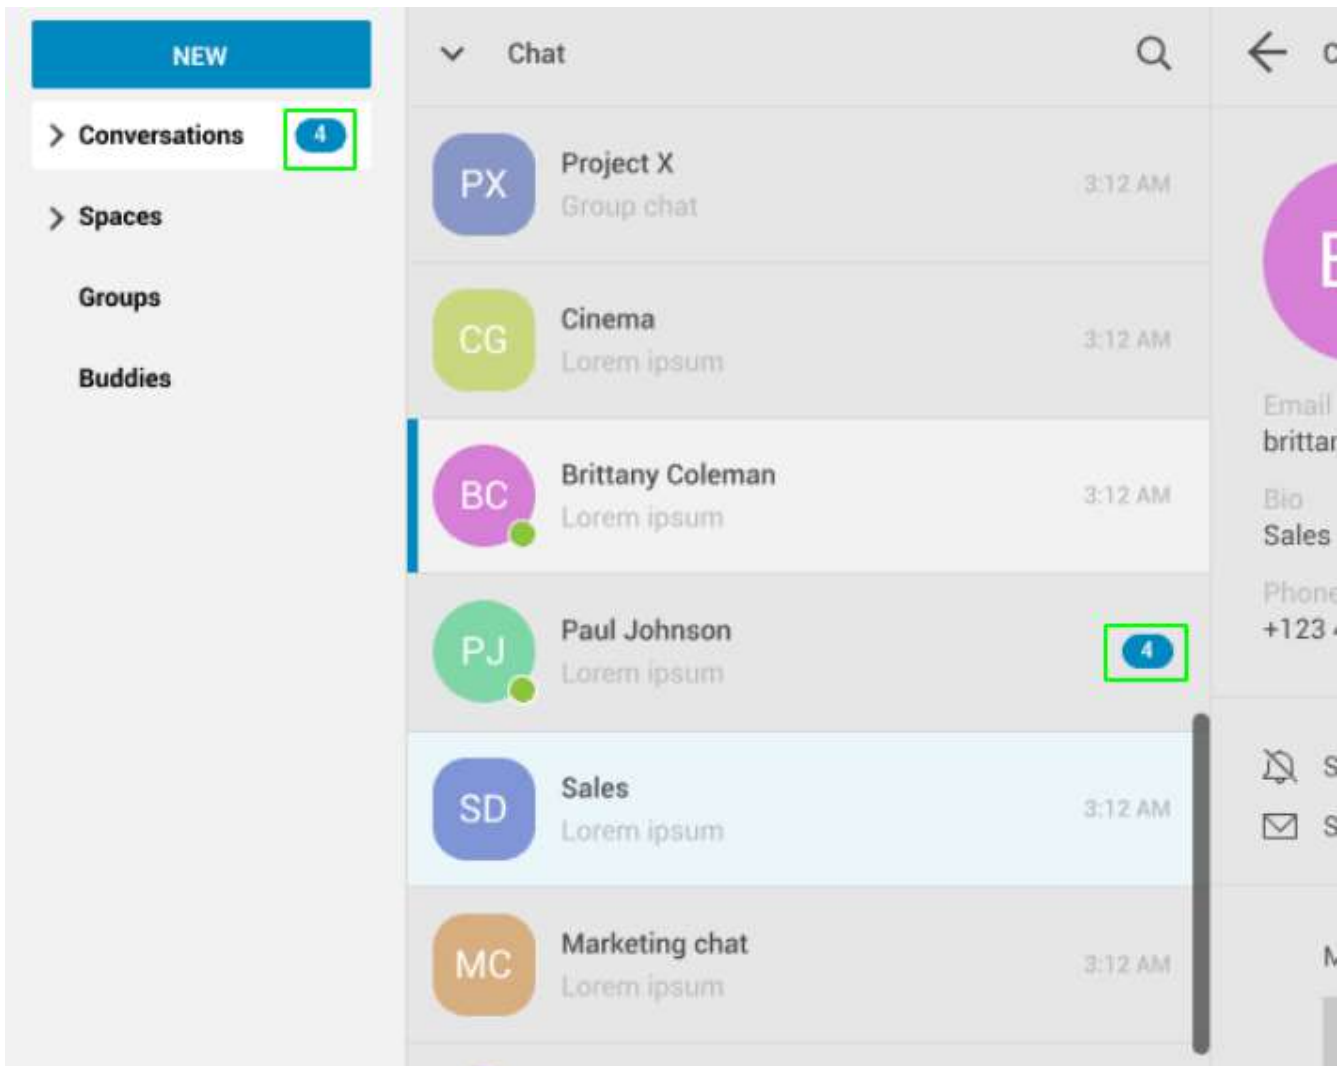 NEW
Conversations 4
Spaces
Groups
Buddies
Chat
PX Project X 3:12 AM
Group chat
CG Cinema 3:12 AM
Lorem ipsum
BC Brittany Coleman 3:12 AM
Lorem ipsum
PJ Paul Johnson 4
Lorem ipsum
SD Sales 3:12 AM
Lorem ipsum
MC Marketing chat 3:12 AM
Lorem ipsum
Email
Bio
Sales
Phone
+123